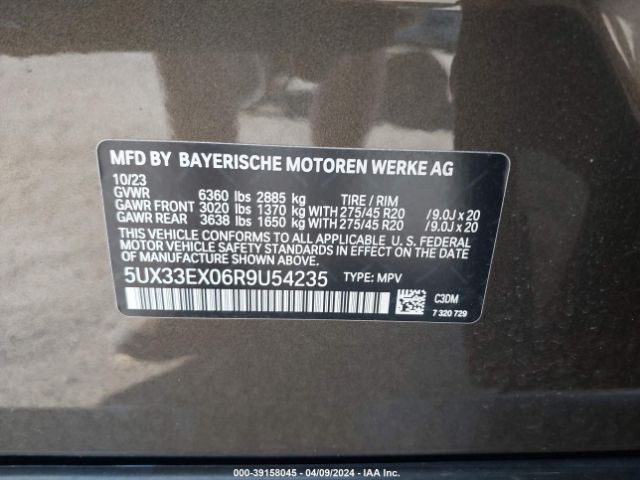 MFD BY BAYERISCHE MOTOREN WERKE AG
10/23
GVWR 6360 lbs 2885 kg TIRE / RIM
GAWR FRONT 3020 lbs 1370 kg WITH 275/45 R20 / 9.0J x 20
GAWR REAR 3638 lbs 1650 kg WITH 275/45 R20 / 9.0J x 20
THIS VEHICLE CONFORMS TO ALL APPLICABLE U. S. FEDERAL
MOTOR VEHICLE SAFETY STANDARDS IN EFFECT ON THE
DATE OF MANUFACTURE SHOWN ABOVE.
5UX33EX06R9U54235 TYPE: MPV
C3DM
7 320 729
000-39158045 / 04/09/2024 - IAA Inc.